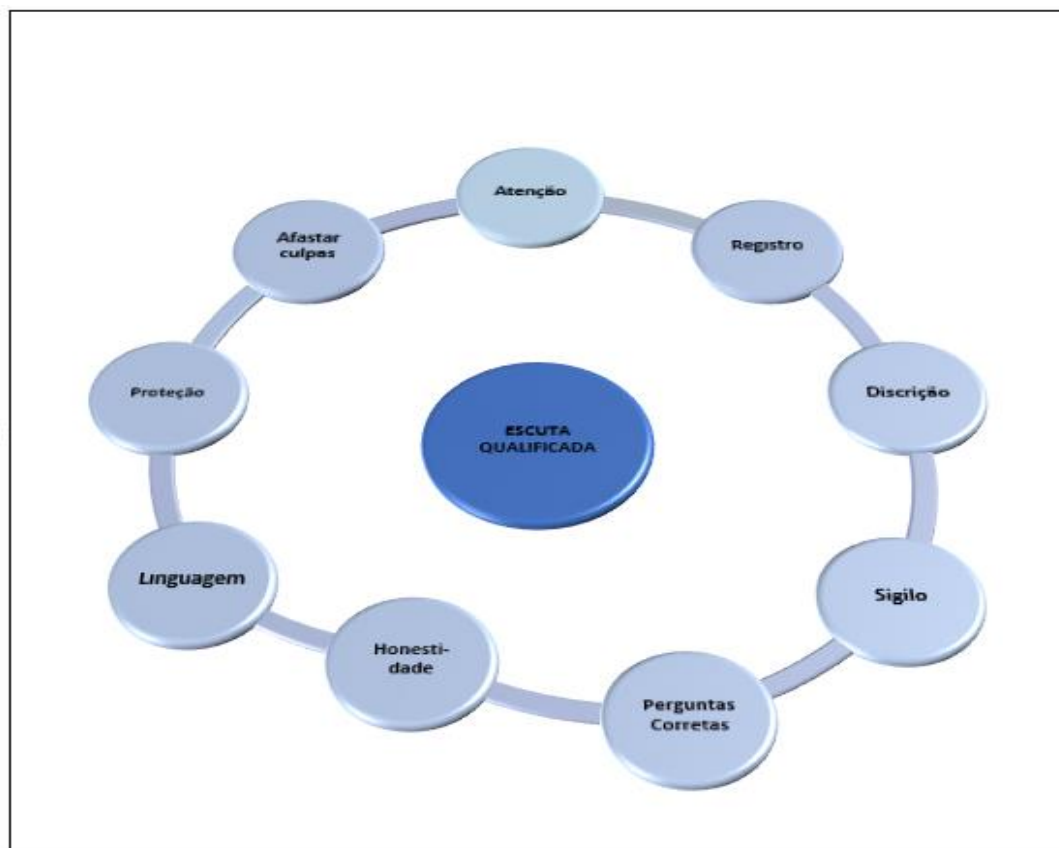 Atenção
Registro
Discrição
Sigilo
Perguntas
Corretas
Honesti-
dade
Linguagem
Proteção
Afastar
culpas
ESCUTA
QUALIFICADA